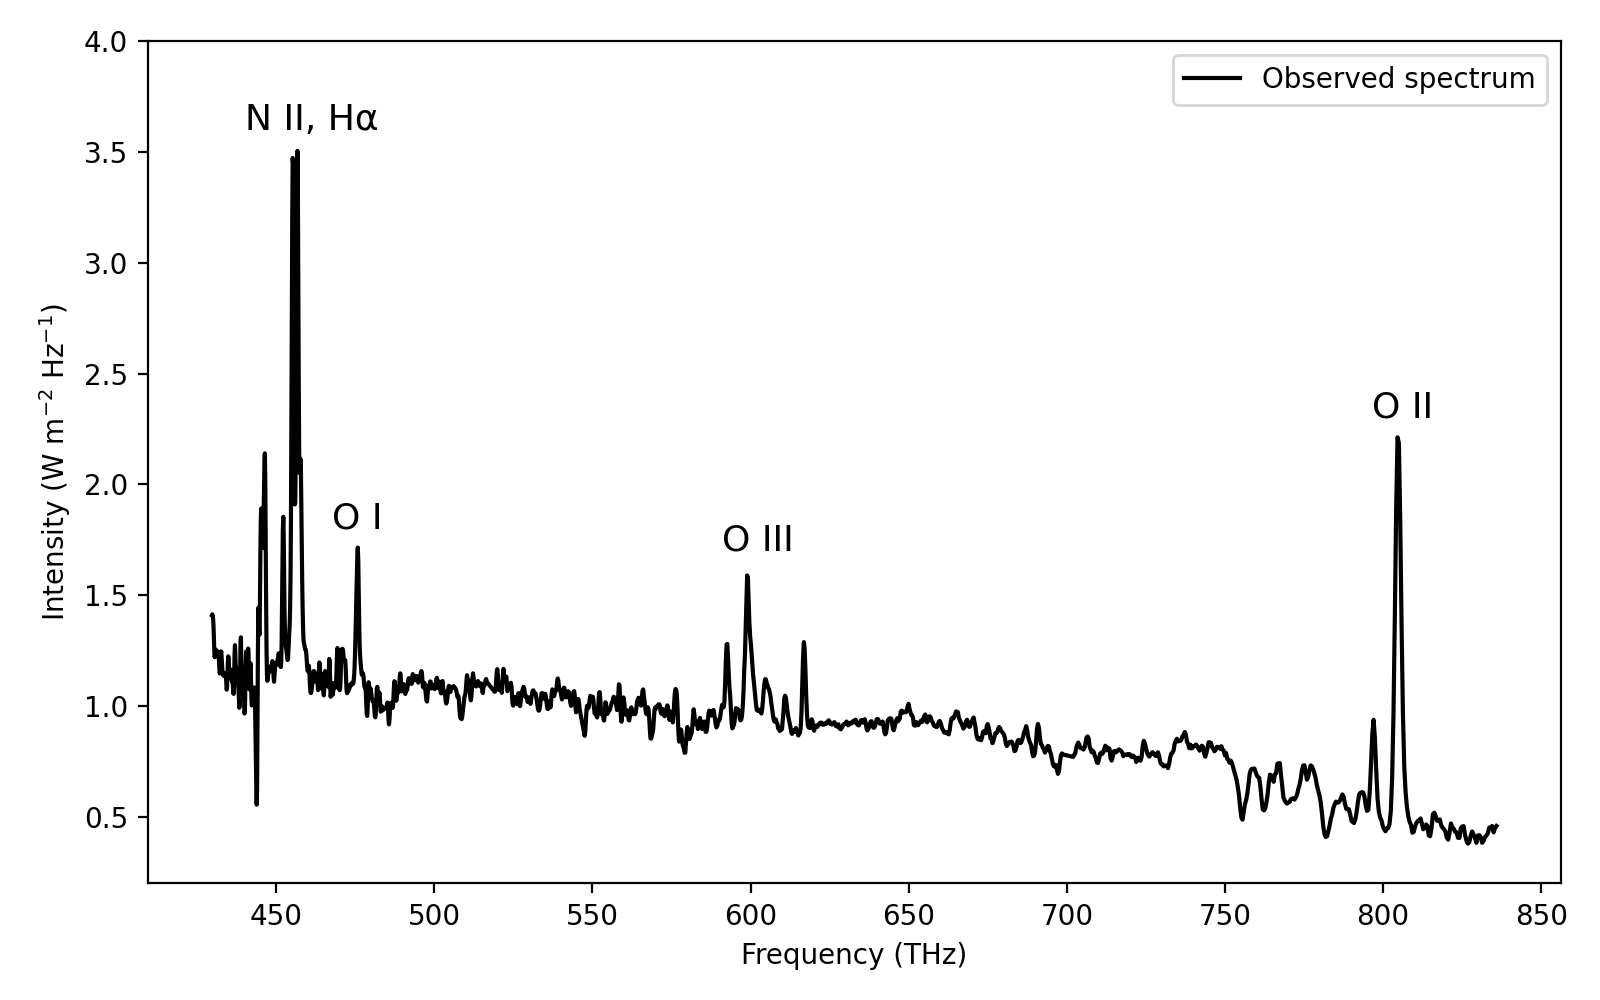 4.0
3.5
3.0
2.5
2.0
1.5
1.0
0.5
Intensity (W m⁻² Hz⁻¹)
Observed spectrum
N II, Hα
O I
O III
O II
450 500 550 600 650 700 750 800 850
Frequency (THz)